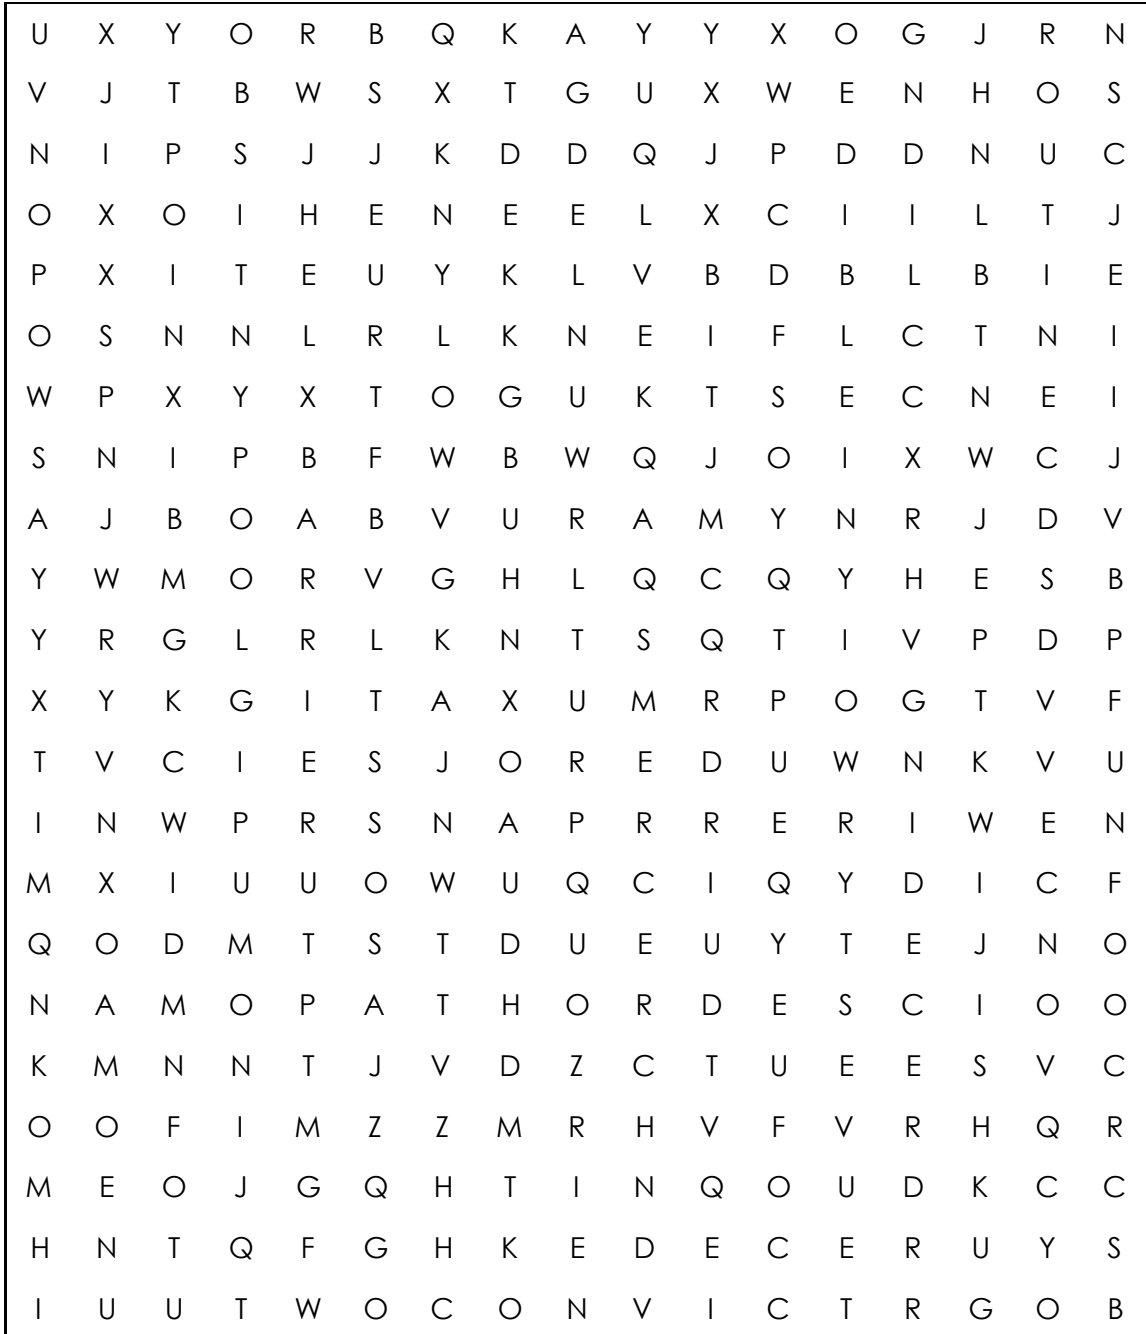 U X Y O R B Q K A Y Y X O G J R N
V J T B W S X T G U X W E N H O S
N I P S J J K D D Q J P D D N U C
O X O I H E N E E L X C I I L T J
P X I T E U Y K L V B D B L B I E
O S N N L R L K N E I F L C T N I
W P X Y X T O G U K T S E C N E I
S N I P B F W B W Q J O I X W C J
A J B O A B V U R A M Y N R J D V
Y W M O R V G H L Q C Q Y H E S B
Y R G L R L K N T S Q T I V P D P
X Y K G I T A X U M R P O G T V F
T V C I E S J O R E D U W N K V U
I N W P R S N A P R R E R I W E N
M X I U U O W U Q C I Q Y D I C F
Q O D M T S T D U E U Y T E J N O
N A M O P A T H O R D E S C I O O
K M N N T J V D Z C T U E E S V C
O O F I M Z Z M R H V F V R H Q R
M E O J G Q H T I N Q O U D K C C
H N T Q F G H K E D E C E R U Y S
I U U T W O C O N V I C T R G O B